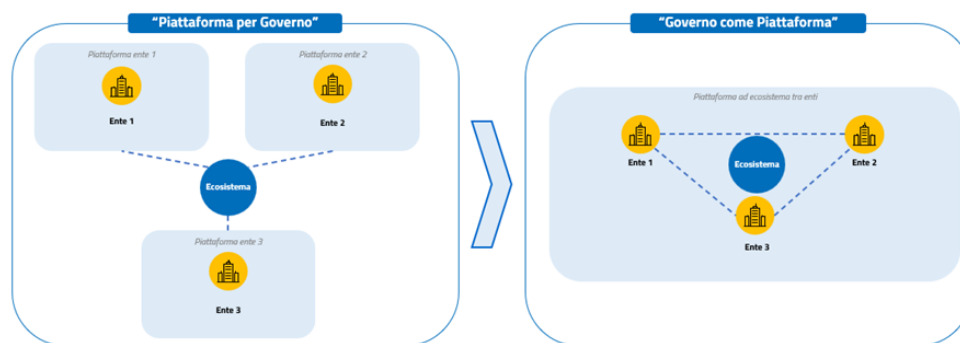 “Piattaforma per Governo”
Piattaforma ente 1
Ente 1
Piattaforma ente 2
Ente 2
Ecosistema
Piattaforma ente 3
Ente 3
“Governo come Piattaforma”
Piattaforma ad ecosistema tra enti
Ente 1
Ente 2
Ecosistema
Ente 3